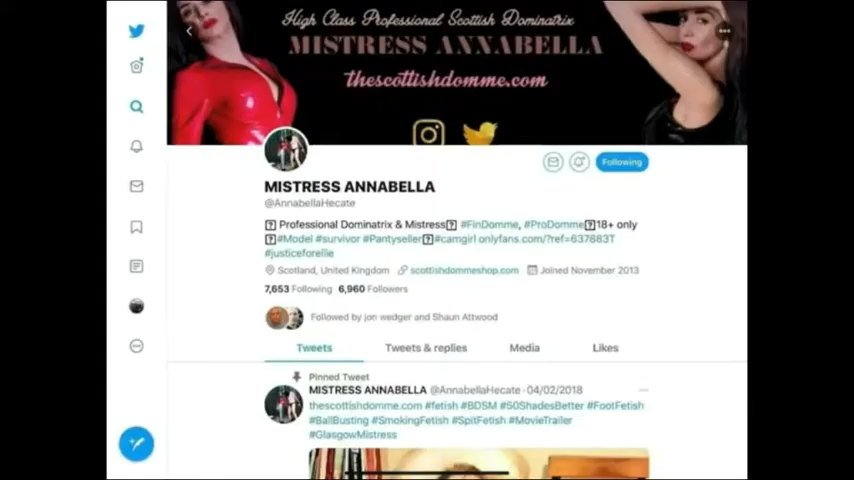 High Class Professional Scottish Dominatrix
MISTRESS ANNABELLA
thescottishdomme.com
Following
MISTRESS ANNABELLA
@AnnabellaHecate
Professional Dominatrix & Mistress #FinDomme, #ProDomme 18+ only
#Model #survivor #Pantyseller #camgirl onlyfans.com/?ref=637683T
#justiceforellie
Scotland, United Kingdom scottishdommeshop.com Joined November 2013
7,653 Following 6,960 Followers
Followed by jon wedger and Shaun Attwood
Tweets Tweets & replies Media Likes
Pinned Tweet
MISTRESS ANNABELLA @AnnabellaHecate · 04/02/2018
thescottishdomme.com #fetish #BDSM #50ShadesBetter #FootFetish
#BallBusting #SmokingFetish #SpitFetish #MovieTrailer
#GlasgowMistress